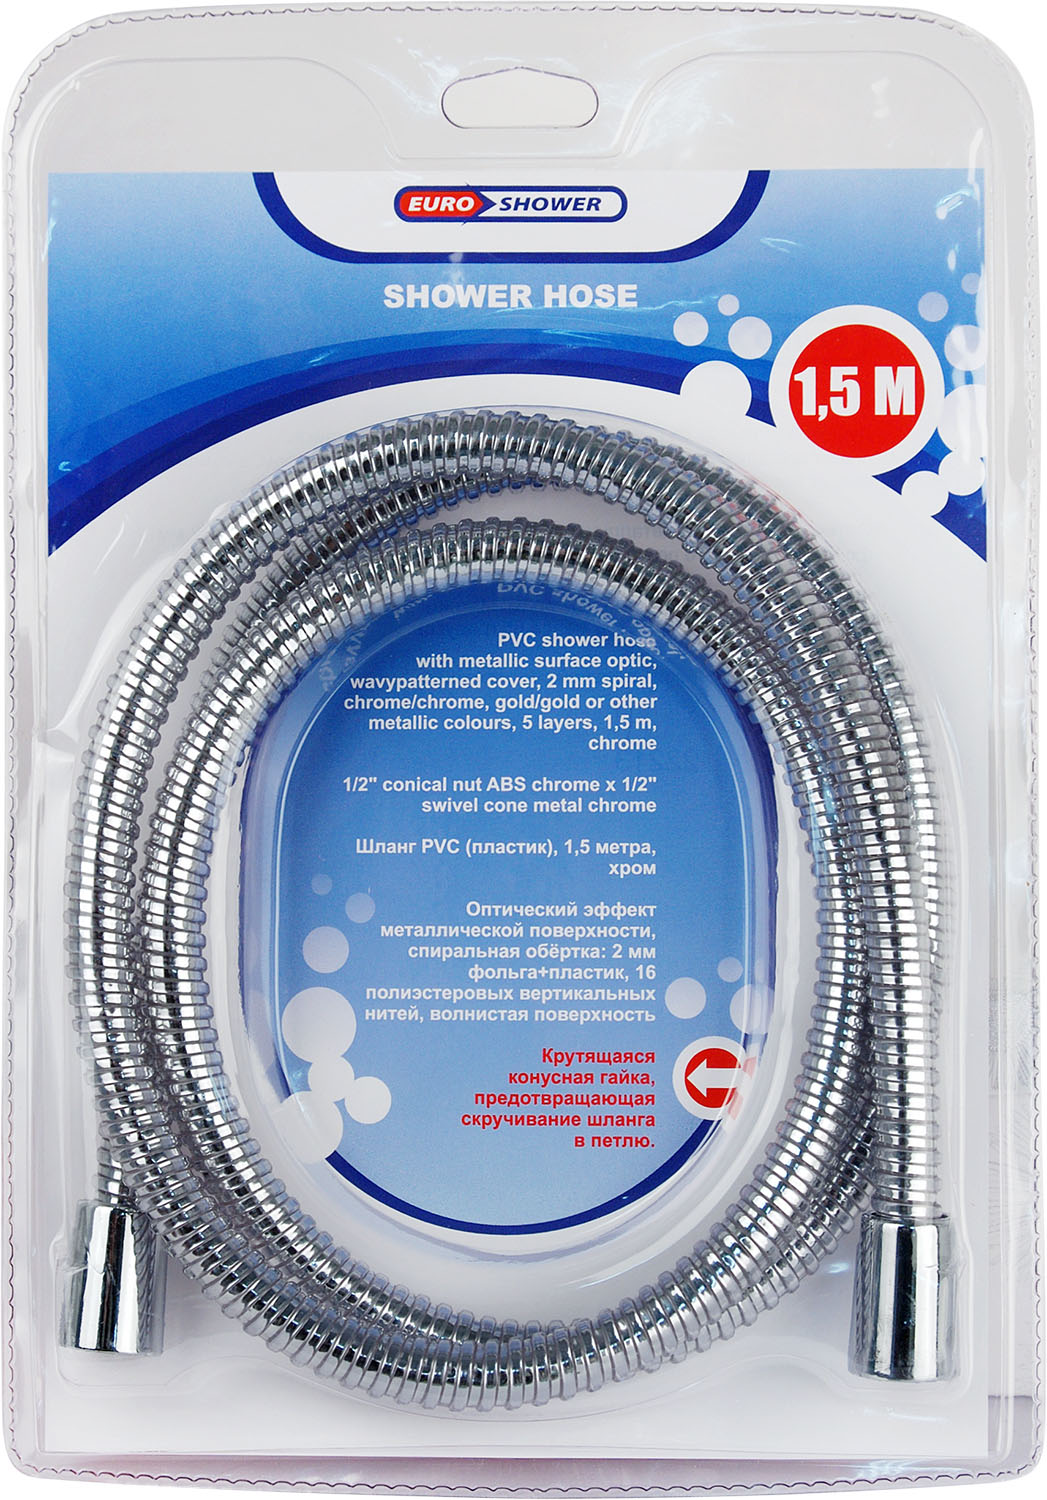 EURO SHOWER
SHOWER HOSE
1,5 M
PVC shower
PVC shower hose
with metallic surface optic,
wavypatterned cover, 2 mm spiral,
chrome/chrome, gold/gold or other
metallic colours, 5 layers, 1,5 m,
chrome
1/2" conical nut ABS chrome x 1/2"
swivel cone metal chrome
Шланг PVC (пластик), 1,5 метра,
хром
Оптический эффект
металлической поверхности,
спиральная обёртка: 2 мм
фольга+пластик, 16
полиэстеровых вертикальных
нитей, волнистая поверхность
Крутящаяся
конусная гайка,
предотвращающая
скручивание шланга
в петлю.